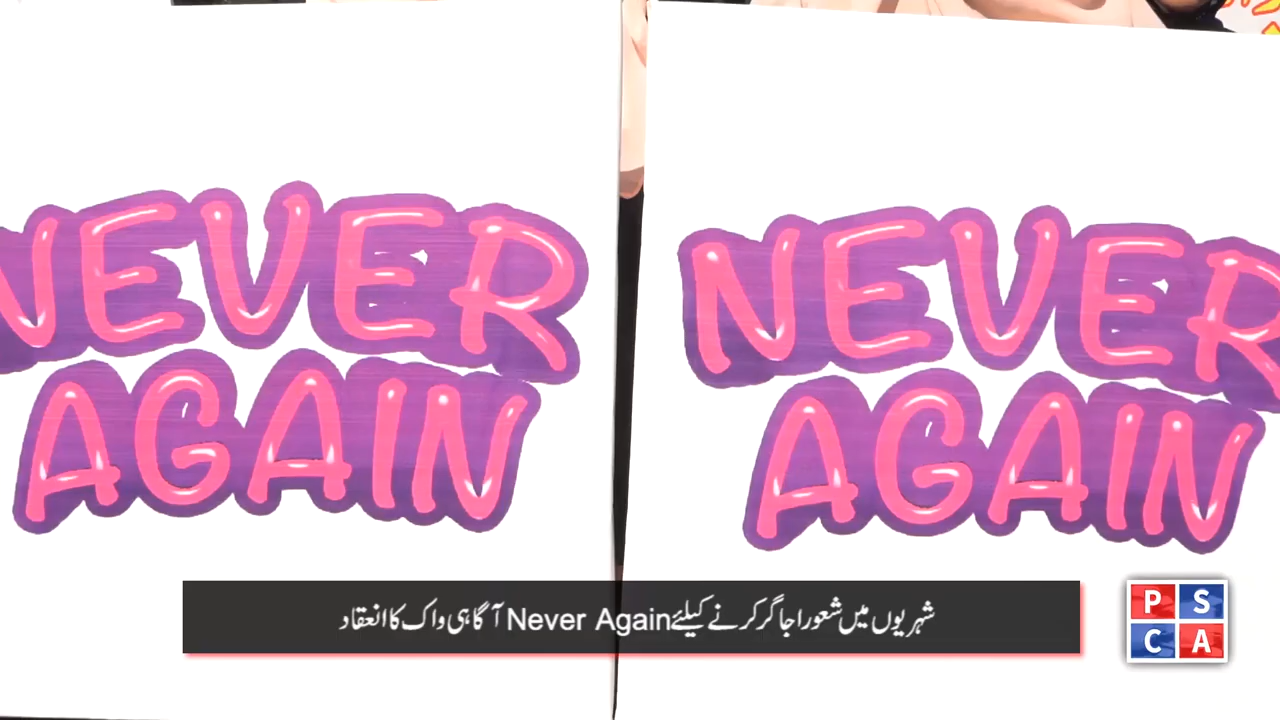 NEVER
AGAIN
NEVER
AGAIN
شہریوں میں شعور اجاگر کرنے کیلئے Never Again آگاہی واک کا انعقاد
P S
C A